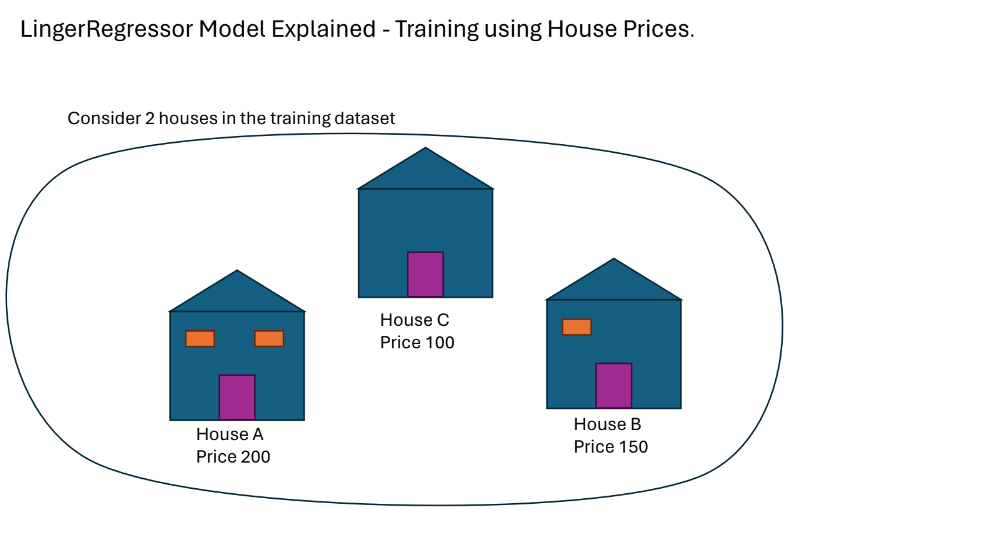 LingerRegressor Model Explained - Training using House Prices.
Consider 2 houses in the training dataset
House C
Price 100
House A
Price 200
House B
Price 150